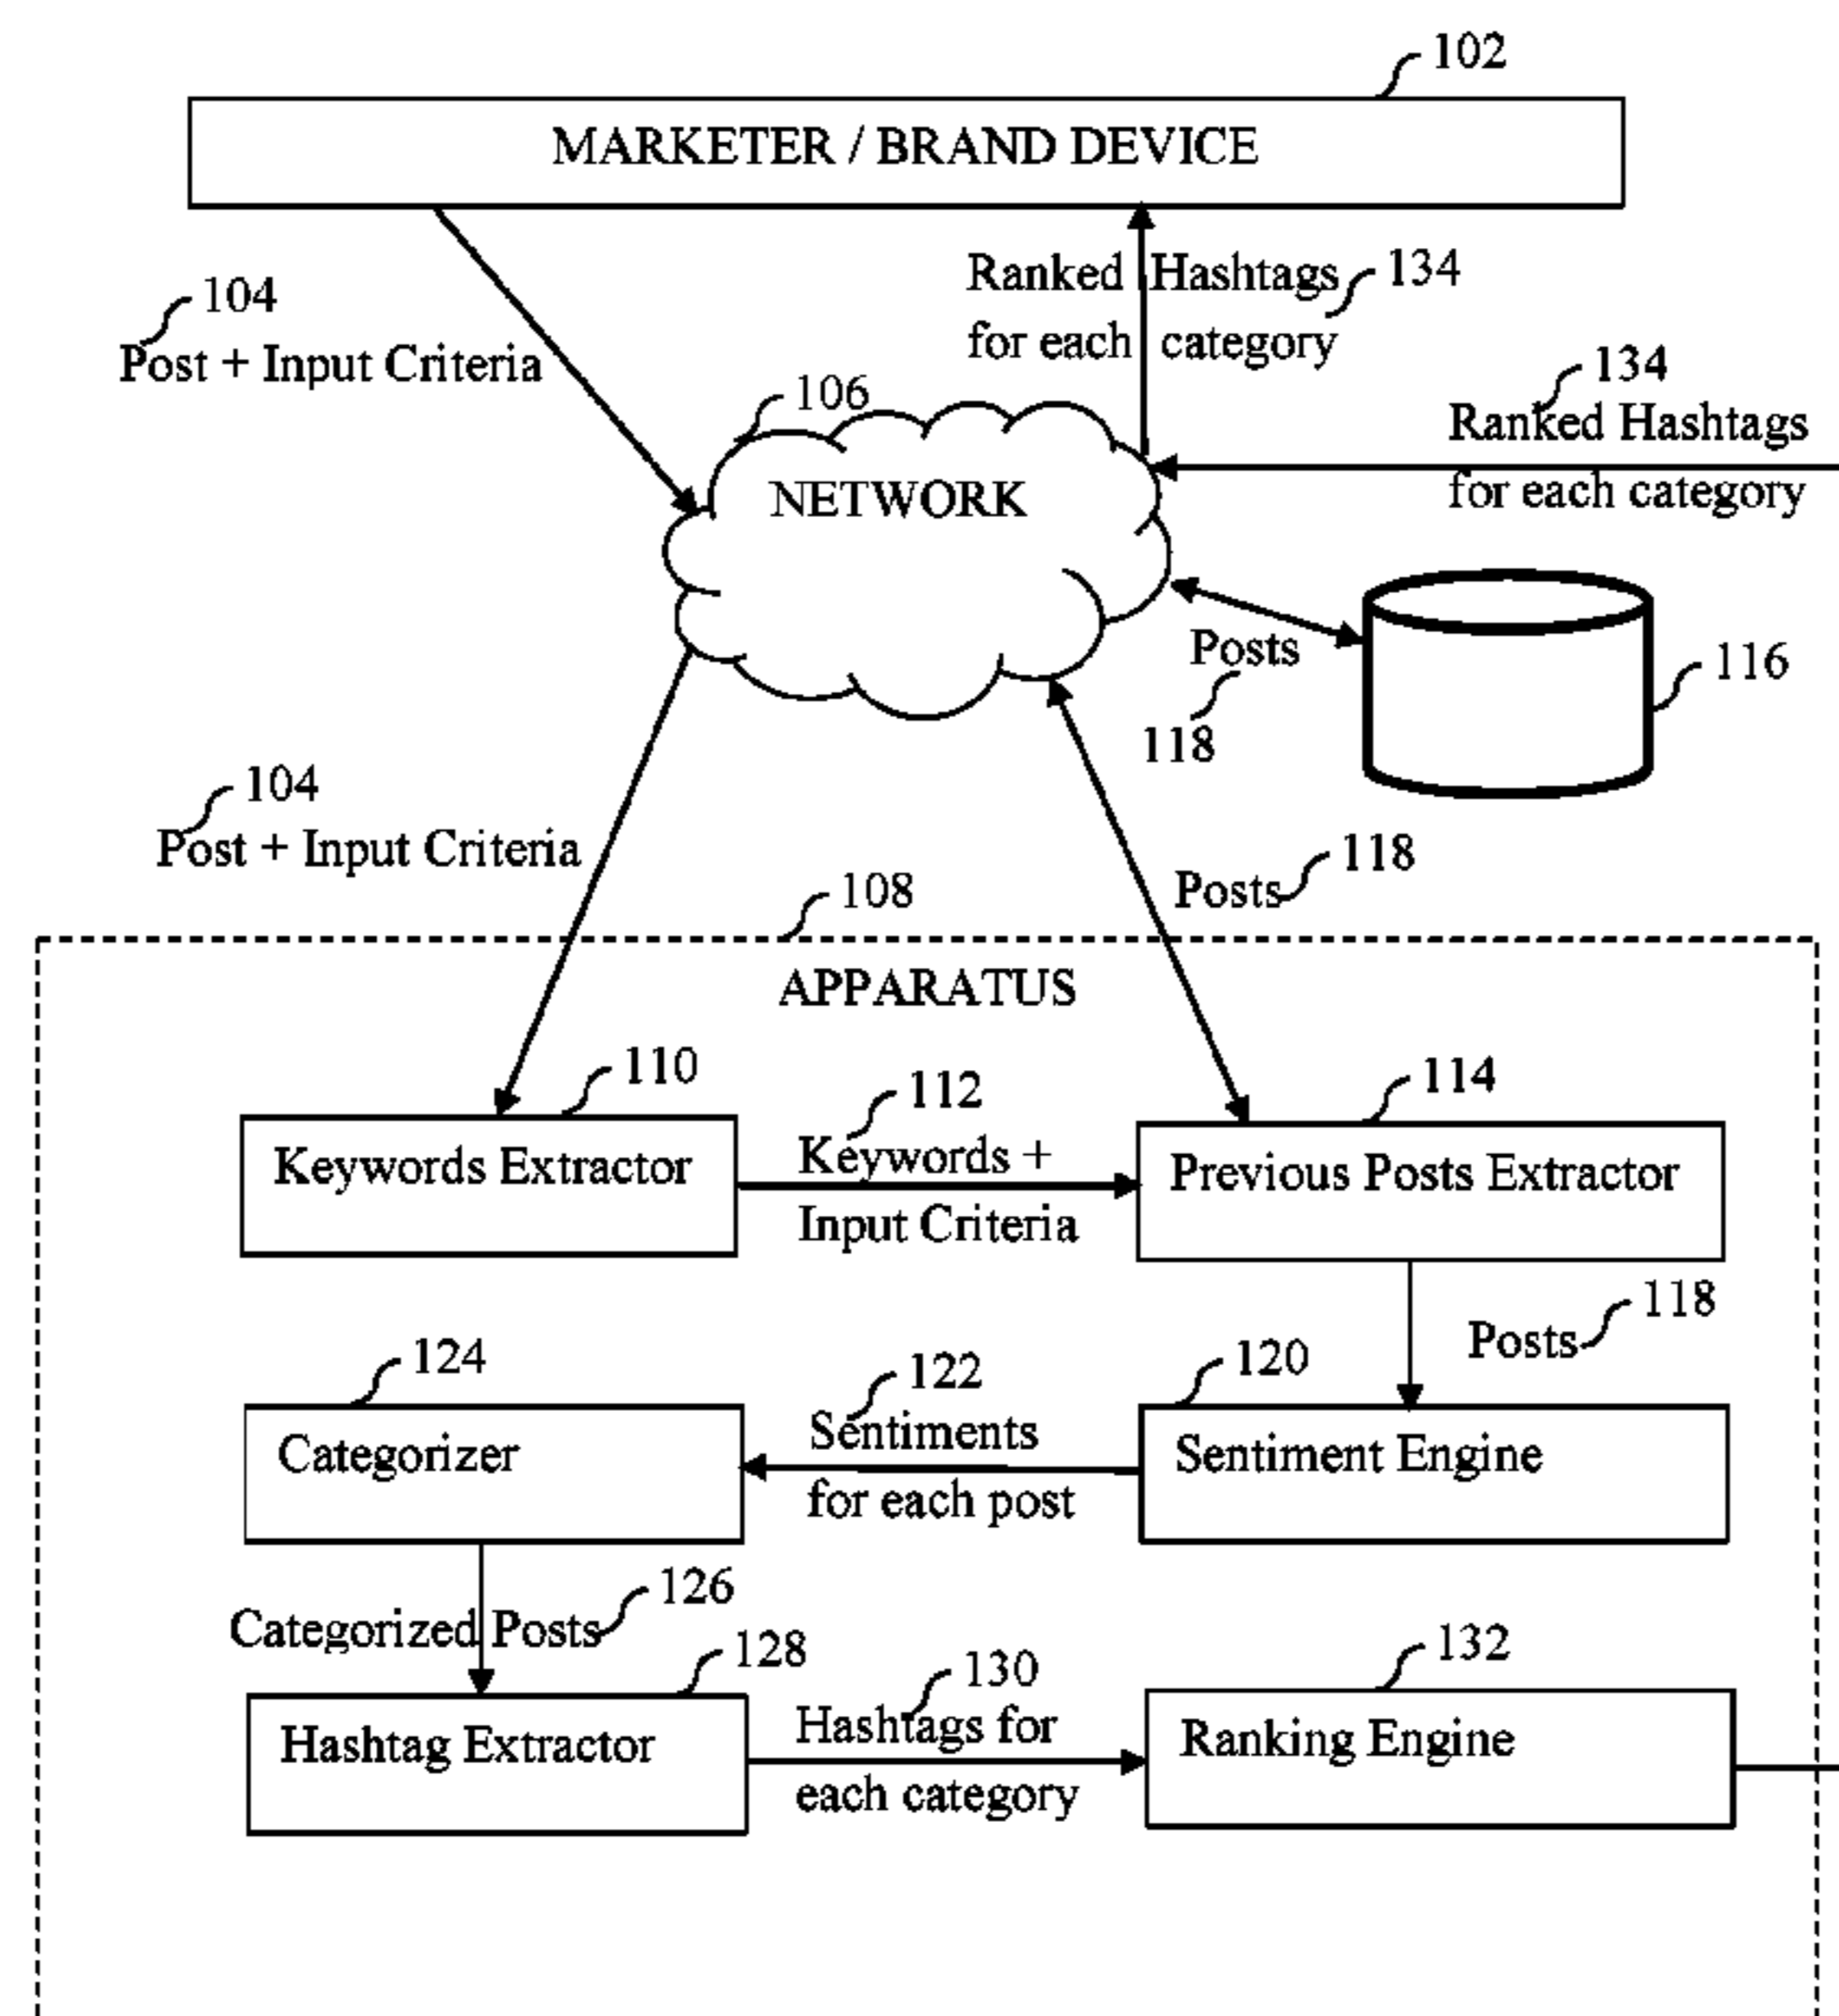 102
MARKETER / BRAND DEVICE
104
Post + Input Criteria
Ranked Hashtags
for each category
134
134
Ranked Hashtags
for each category
106
NETWORK
Posts
118
116
104
Post + Input Criteria
118
Posts
108
APPARATUS
110
Keywords Extractor
112
Keywords +
Input Criteria
114
Previous Posts Extractor
118
Posts
124
Categorizer
122
Sentiments
for each post
120
Sentiment Engine
126
Categorized Posts
128
Hashtag Extractor
130
Hashtags for
each category
132
Ranking Engine